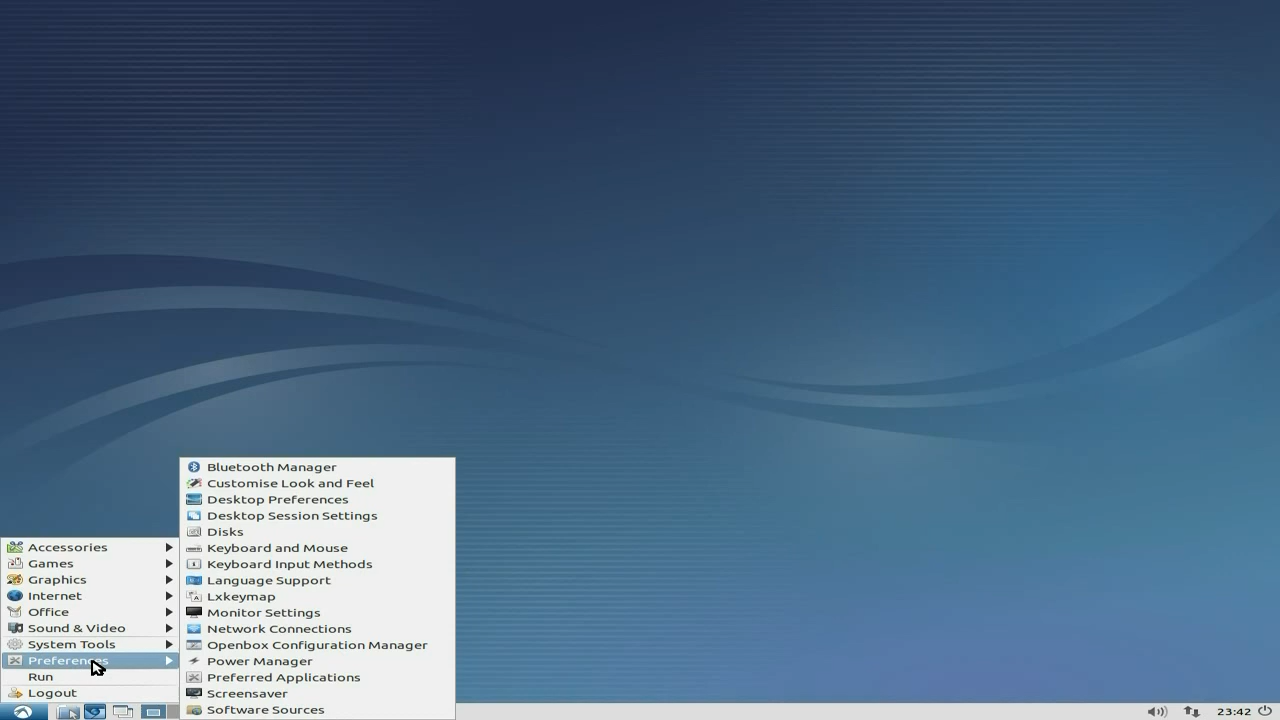 Bluetooth Manager
Customise Look and Feel
Desktop Preferences
Desktop Session Settings
Disks
Keyboard and Mouse
Keyboard Input Methods
Language Support
Lxkeymap
Monitor Settings
Network Connections
Openbox Configuration Manager
Power Manager
Preferred Applications
Screensaver
Software Sources
Accessories
Games
Graphics
Internet
Office
Sound & Video
System Tools
Preferences
Run
Logout
23:42